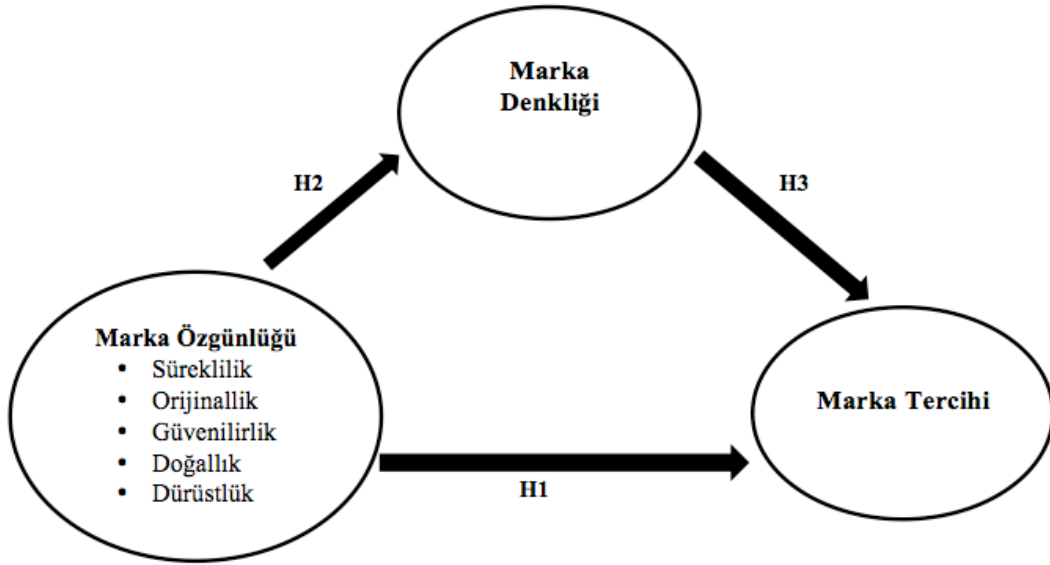 Marka
Denkliği
H2
H3
Marka Özgünlüğü
• Süreklilik
• Orijinallik
• Güvenilirlik
• Doğallık
• Dürüstlük
Marka Tercihi
H1